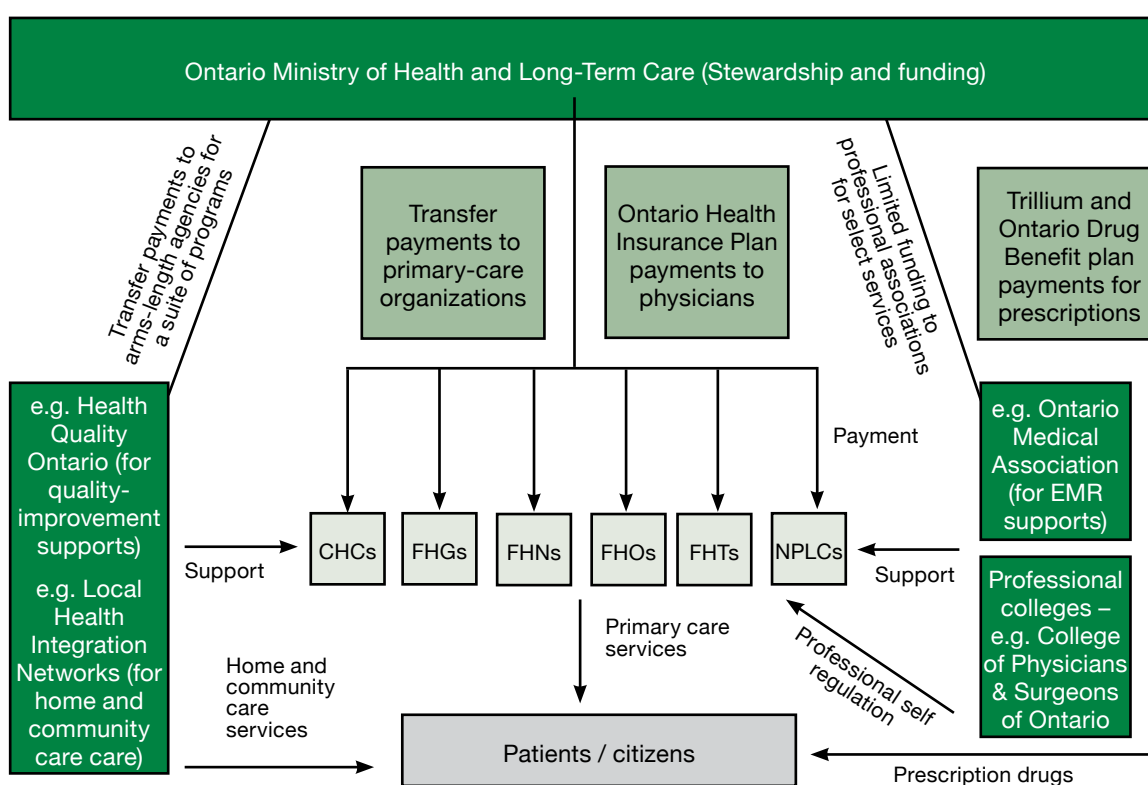 Ontario Ministry of Health and Long-Term Care (Stewardship and funding)
Transfer payments to
arms-length agencies for
a suite of programs
Transfer
payments to
primary-care
organizations
Ontario Health
Insurance Plan
payments to
physicians
Limited funding to
professional associations
for select services
Trillium and
Ontario Drug
Benefit plan
payments for
prescriptions
e.g. Health
Quality
Ontario (for
quality-
improvement
supports)
e.g. Local
Health
Integration
Networks (for
home and
community
care care)
Payment
e.g. Ontario
Medical
Association
(for EMR
supports)
Support
CHCs
FHGs
FHNs
FHOs
FHTs
NPLCs
Support
Professional
colleges –
e.g. College
of Physicians
& Surgeons
of Ontario
Primary care
services
Professional self
regulation
Home and
community
care
services
Patients / citizens
Prescription drugs